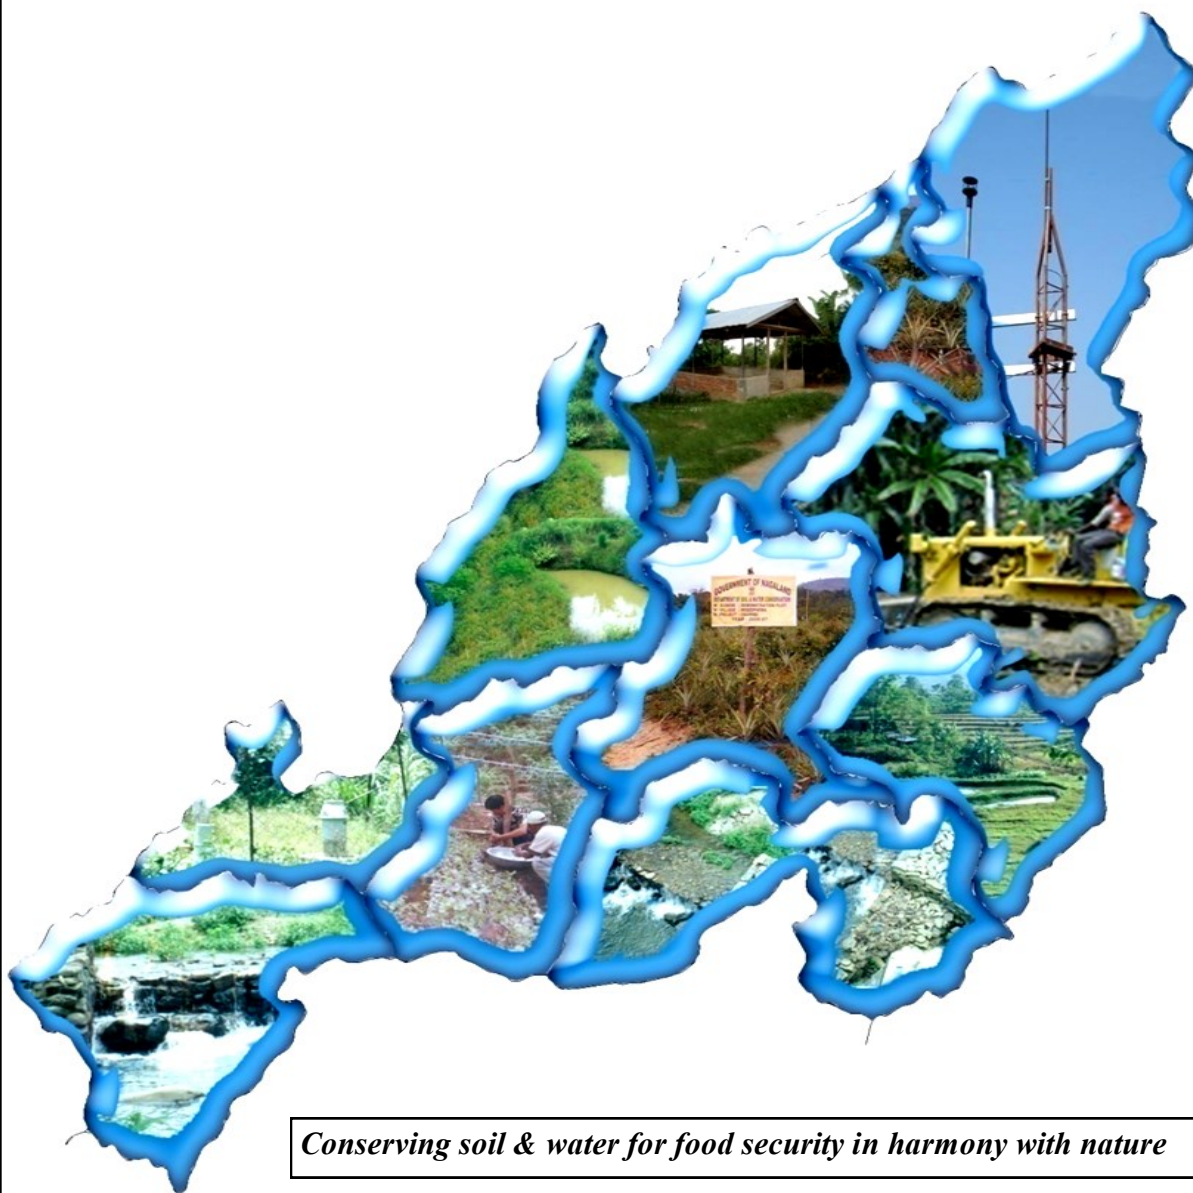 GOVERNMENT OF NAGALAND
DEPARTMENT OF SOIL & WATER CONSERVATION
Conserving soil & water for food security in harmony with nature